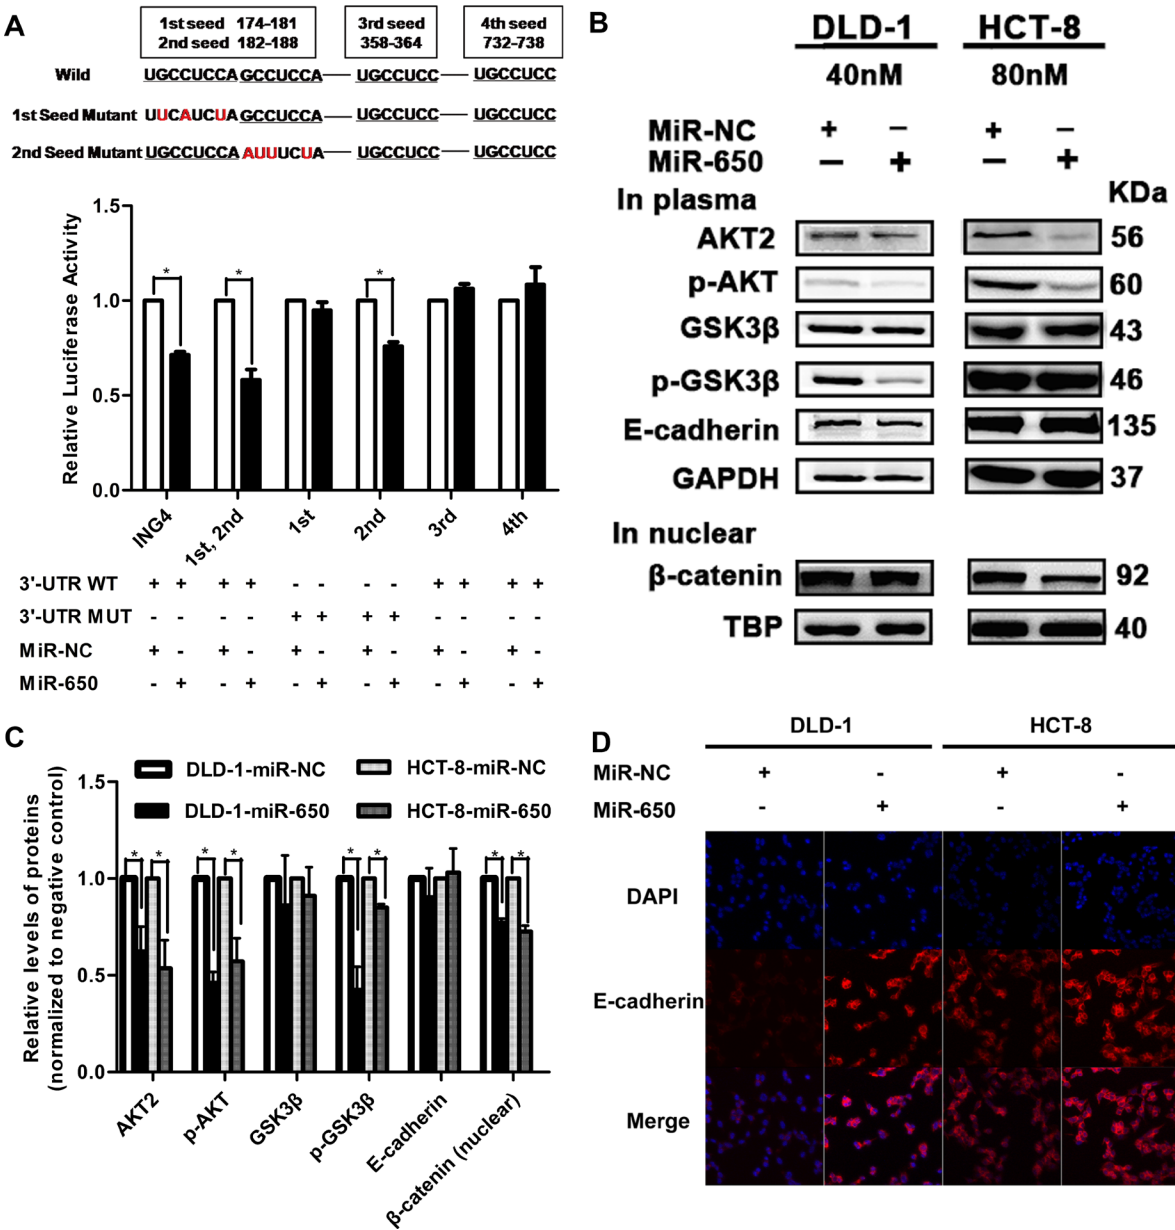 A
1st seed 174-181
2nd seed 182-188
3rd seed
358-364
4th seed
732-738
Wild UGCCUCCA GCCUCCA UGCCUCC UGCCUCC
1st Seed Mutant UUCAUCUA GCCUCCA UGCCUCC UGCCUCC
2nd Seed Mutant UGCCUCCA AUUUCUA UGCCUCC UGCCUCC
Relative Luciferase Activity
1.5
1.0
0.5
0.0
* * *
ING4 1st, 2nd 1st 2nd 3rd 4th
3'-UTR WT + + + + - - - - + + + +
3'-UTR MUT - - - - + + + + - - - -
MiR-NC + - + - + - + - + - + -
MiR-650 - + - + - + - + - + - +
B
DLD-1 HCT-8
40nM 80nM
MiR-NC + – + –
MiR-650 – + – +
In plasma KDa
AKT2 56
p-AKT 60
GSK3β 43
p-GSK3β 46
E-cadherin 135
GAPDH 37
In nuclear
β-catenin 92
TBP 40
C
DLD-1-miR-NC HCT-8-miR-NC
DLD-1-miR-650 HCT-8-miR-650
Relative levels of proteins
(normalized to negative control)
1.5
1.0
0.5
0.0
* * * * * * * *
AKT2 p-AKT GSK3β p-GSK3β E-cadherin β-catenin (nuclear)
D
DLD-1 HCT-8
MiR-NC + - + -
MiR-650 - + - +
DAPI
E-cadherin
Merge